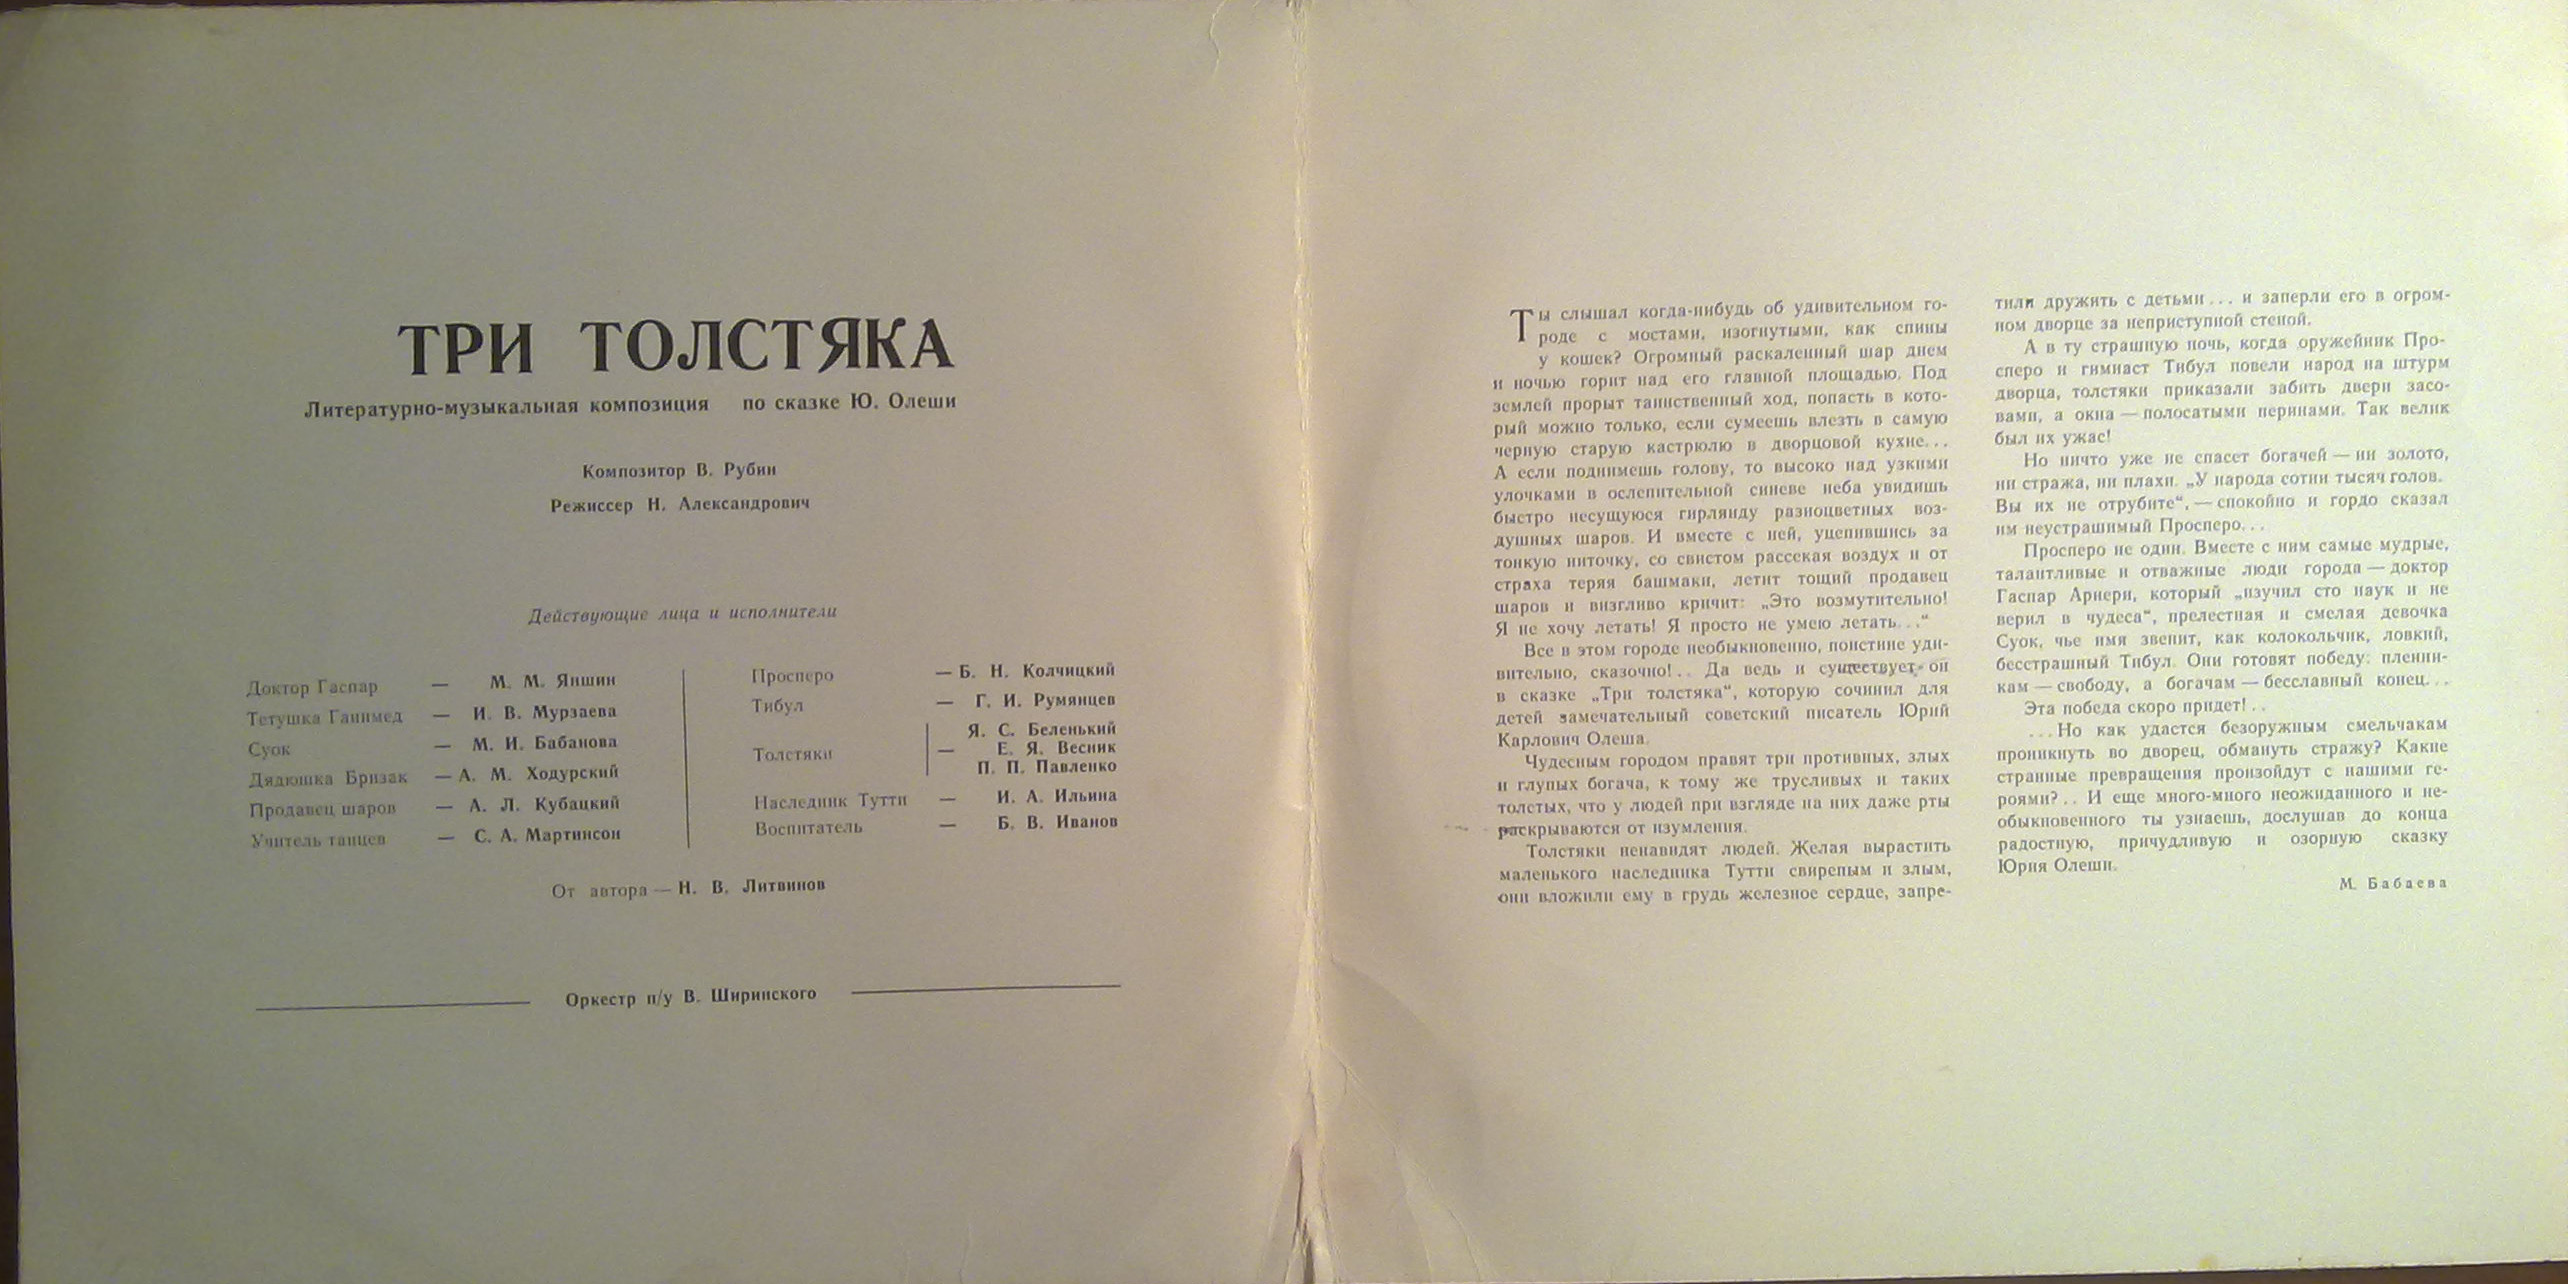 ТРИ ТОЛСТЯКА
Литературно-музыкальная композиция по сказке Ю. Олеши
Композитор В. Рубин
Режиссер Н. Александрович
Действующие лица и исполнители
Доктор Гаспар — М. М. Яншин
Тетушка Ганимед — И. В. Мурзаева
Суок — М. И. Бабанова
Дядюшка Бризак — А. М. Ходурский
Продавец шаров — А. Л. Кубацкий
Учитель танцев — С. А. Мартинсон
Просперо — Б. Н. Колчицкий
Тибул — Г. И. Румянцев
Толстяки — Я. С. Беленький
Е. Я. Весник
П. П. Павленко
Наследник Тутти — И. А. Ильина
Воспитатель — Б. В. Иванов
От автора — Н. В. Литвинов
Оркестр п/у В. Ширинского
Ты слышал когда-нибудь об удивительном го-
роде с мостами, изогнутыми, как спины
у кошек? Огромный раскаленный шар днем
и ночью горит над его главной площадью. Под
землей прорыт таинственный ход, попасть в кото-
рый можно только, если сумеешь влезть в самую
черную старую кастрюлю в дворцовой кухне...
А если поднимешь голову, то высоко над узкими
улочками в ослепительной синеве неба увидишь
быстро несущуюся гирлянду разноцветных воз-
душных шаров. И вместе с ней, уцепившись за
тонкую ниточку, со свистом рассекая воздух и от
страха теряя башмаки, летит тощий продавец
шаров и визгливо кричит: „Это возмутительно!
Я не хочу летать! Я просто не умею летать...“
Все в этом городе необыкновенно, поистине уди-
вительно, сказочно!.. Да ведь и существует он
в сказке „Три толстяка“, которую сочинил для
детей замечательный советский писатель Юрий
Карлович Олеша.
Чудесным городом правят три противных, злых
и глупых богача, к тому же трусливых и таких
толстых, что у людей при взгляде на них даже рты
раскрываются от изумления.
Толстяки ненавидят людей. Желая вырастить
маленького наследника Тутти свирепым и злым,
они вложили ему в грудь железное сердце, запре-
тили дружить с детьми... и заперли его в огром-
ном дворце за неприступной стеной.
А в ту страшную ночь, когда оружейник Про-
сперо и гимнаст Тибул повели народ на штурм
дворца, толстяки приказали забить двери засо-
вами, а окна — полосатыми перинами. Так велик
был их ужас!
Но ничто уже не спасет богачей — ни золото,
ни стража, ни плахи. „У народа сотни тысяч голов.
Вы их не отрубите“, — спокойно и гордо сказал
им неустрашимый Просперо...
Просперо не один. Вместе с ним самые мудрые,
талантливые и отважные люди города — доктор
Гаспар Арнери, который „изучил сто наук и не
верил в чудеса“, прелестная и смелая девочка
Суок, чье имя звенит, как колокольчик, ловкий,
бесстрашный Тибул. Они готовят победу: пленни-
кам — свободу, а богачам — бесславный конец...
Эта победа скоро придет!..
...Но как удастся безоружным смельчакам
проникнуть во дворец, обмануть стражу? Какие
странные превращения произойдут с нашими ге-
роями?.. И еще много-много неожиданного и не-
обыкновенного ты узнаешь, дослушав до конца
радостную, причудливую и озорную сказку
Юрия Олеши.
М. Бабаева